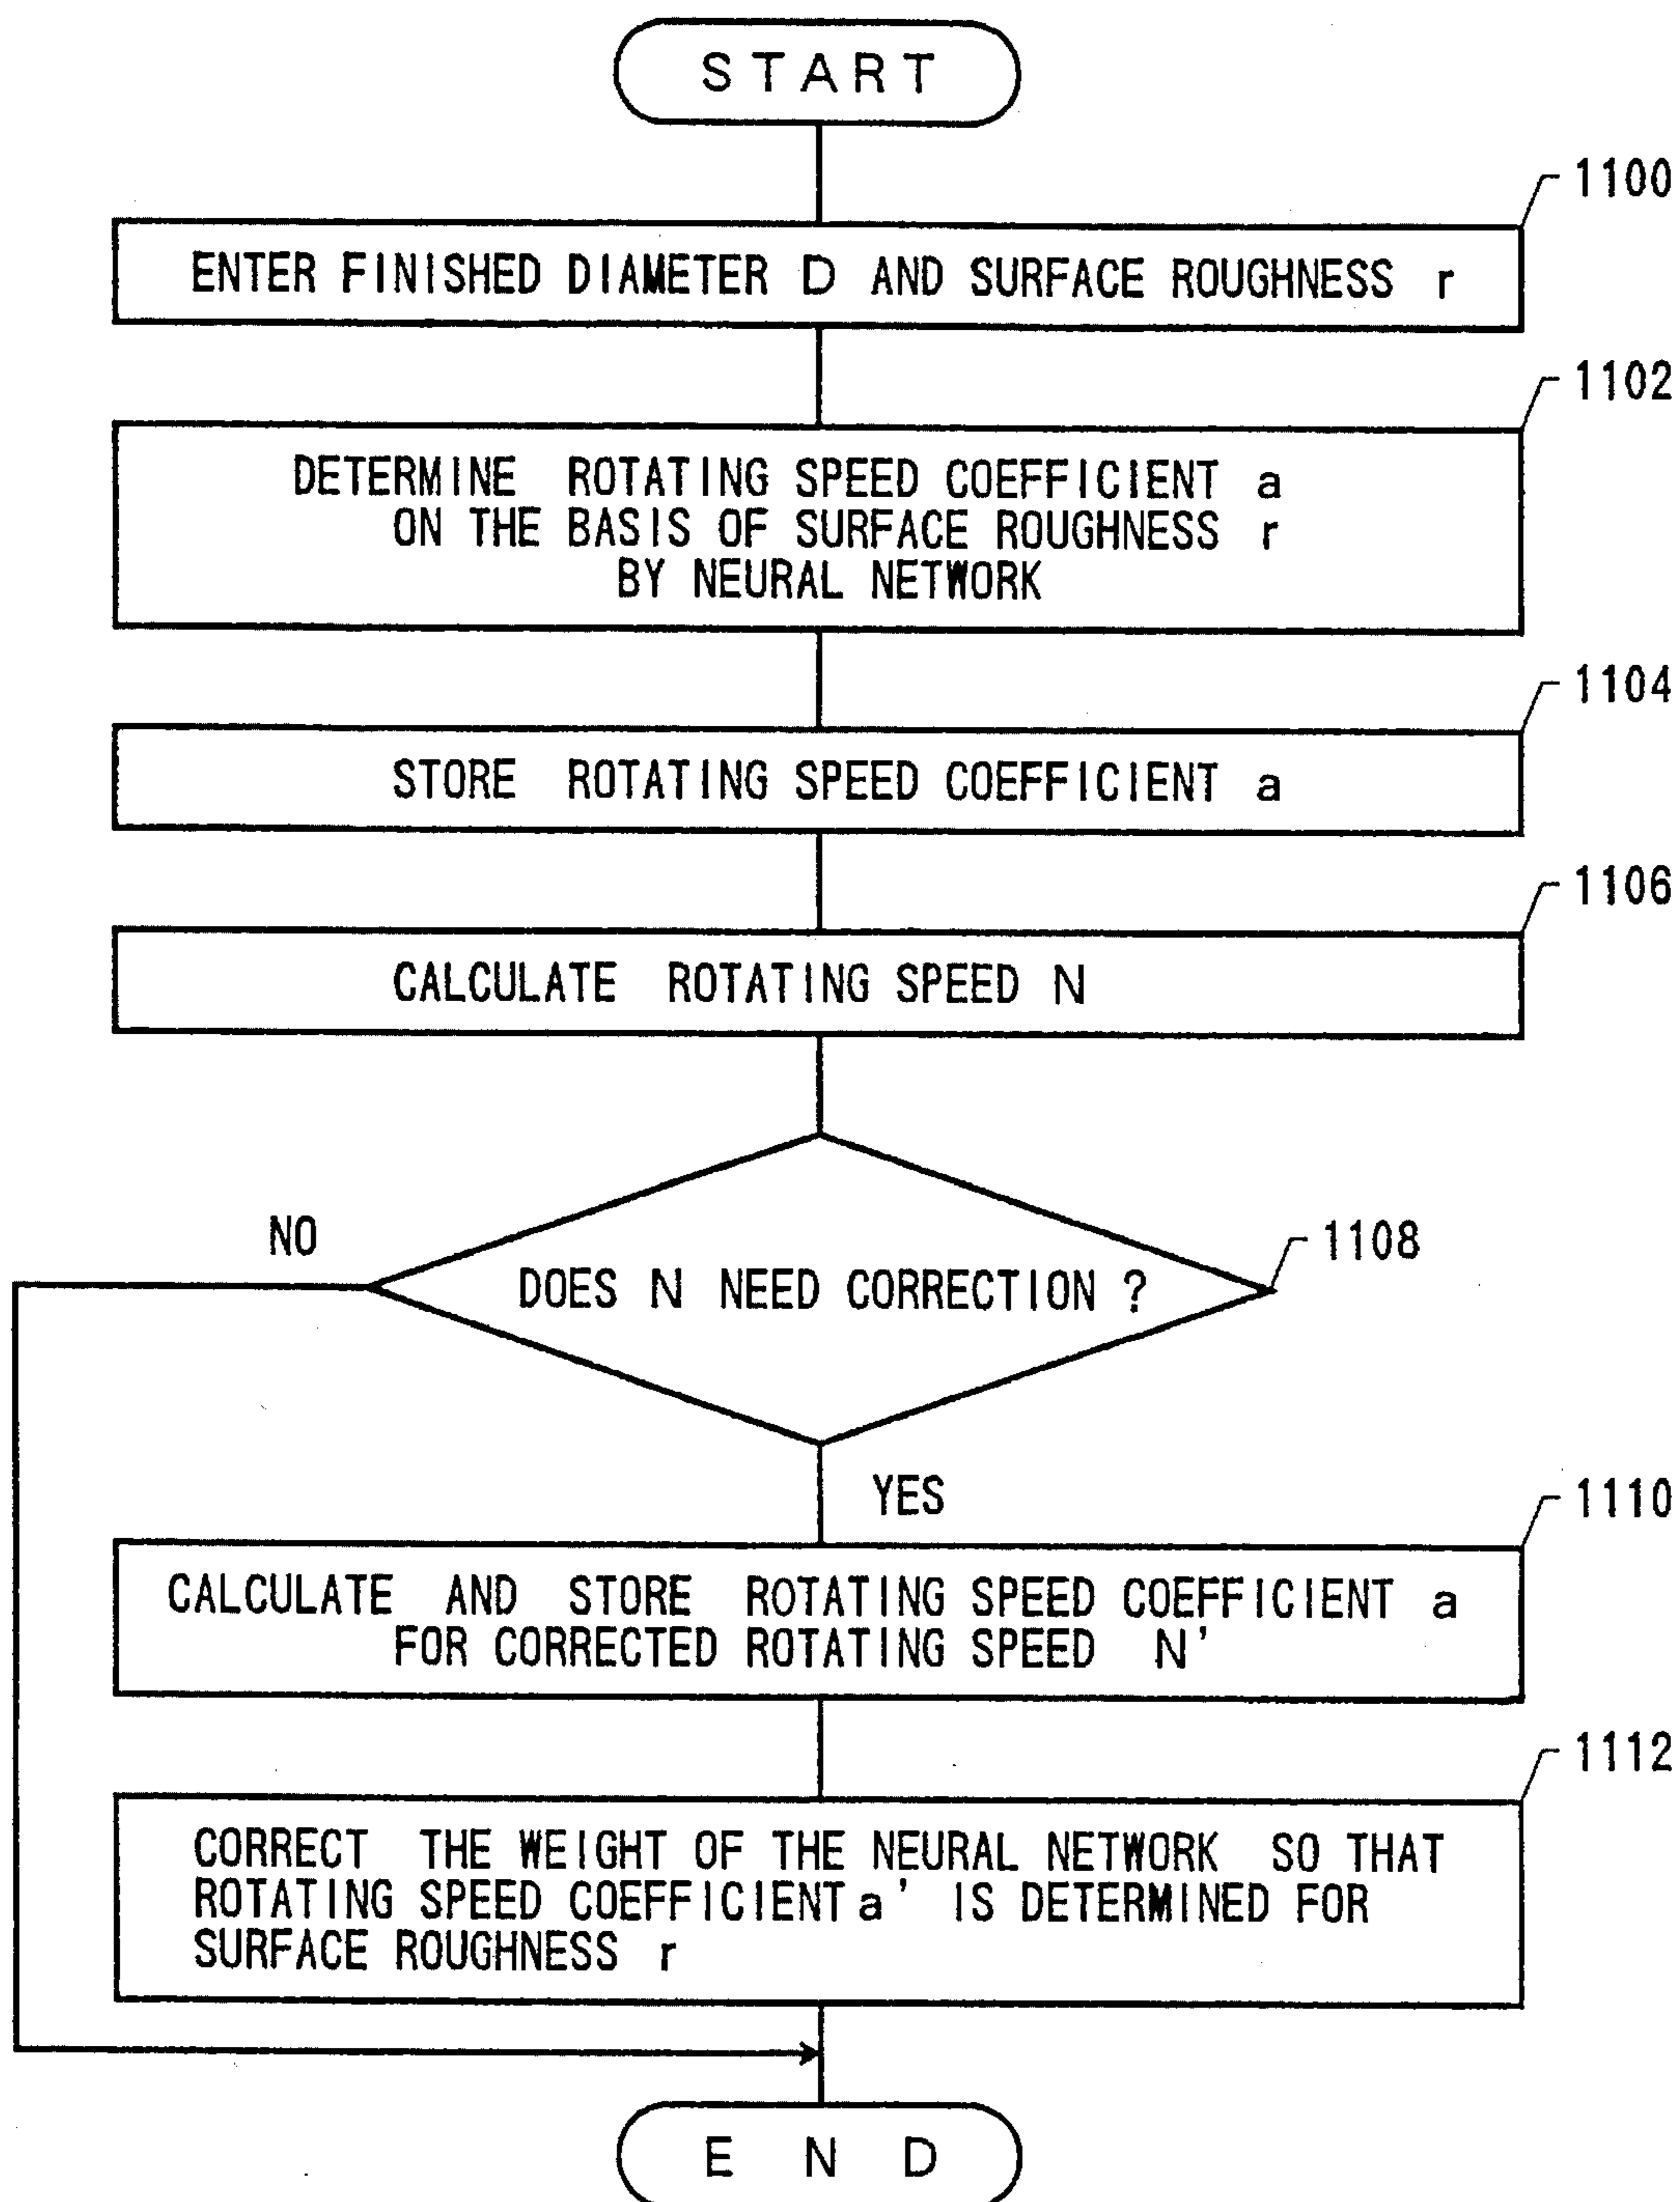 START
1100
ENTER FINISHED DIAMETER D AND SURFACE ROUGHNESS r
1102
DETERMINE ROTATING SPEED COEFFICIENT a
ON THE BASIS OF SURFACE ROUGHNESS r
BY NEURAL NETWORK
1104
STORE ROTATING SPEED COEFFICIENT a
1106
CALCULATE ROTATING SPEED N
NO
1108
DOES N NEED CORRECTION ?
YES
1110
CALCULATE AND STORE ROTATING SPEED COEFFICIENT a
FOR CORRECTED ROTATING SPEED N'
1112
CORRECT THE WEIGHT OF THE NEURAL NETWORK SO THAT
ROTATING SPEED COEFFICIENT a' IS DETERMINED FOR
SURFACE ROUGHNESS r
END